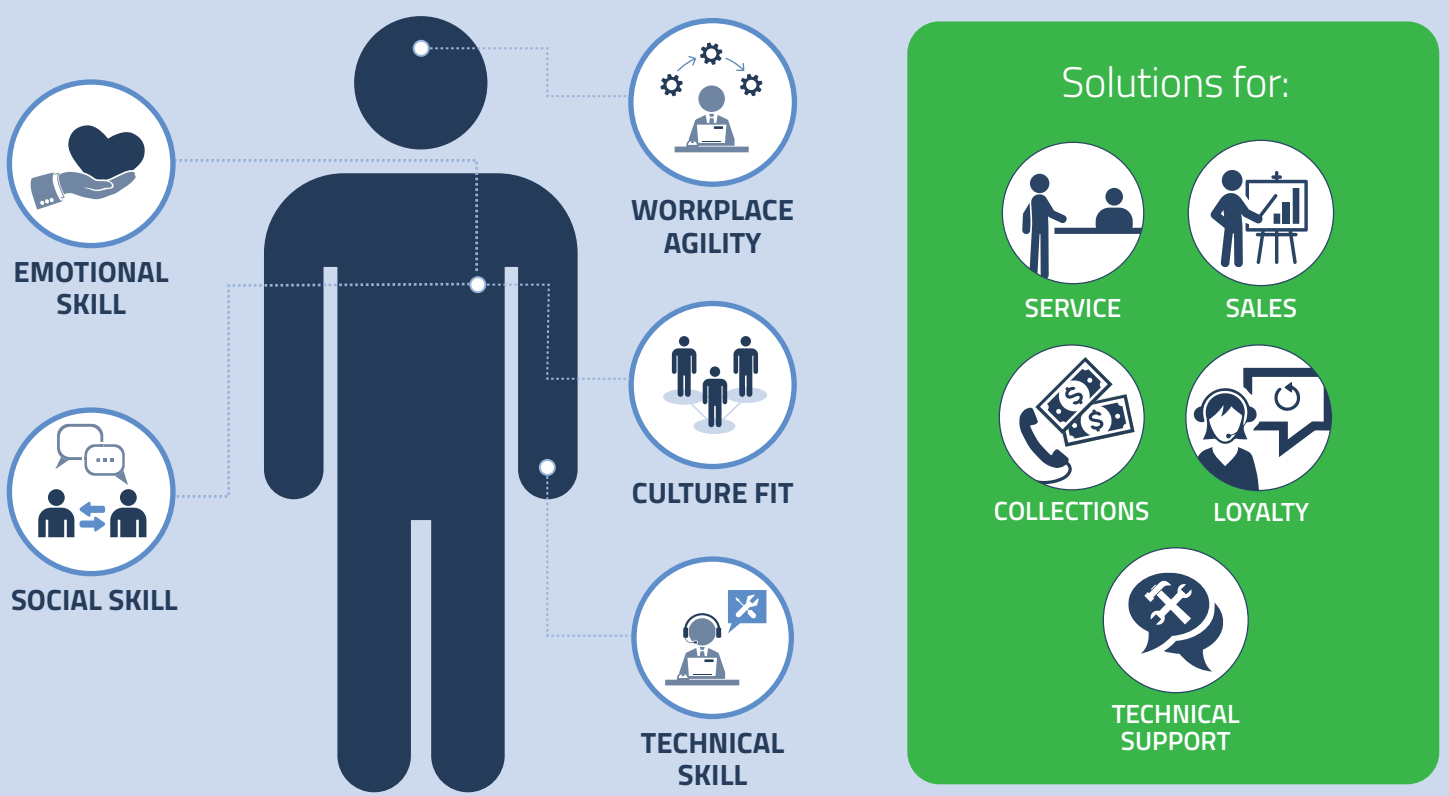 EMOTIONAL
SKILL
SOCIAL SKILL
WORKPLACE
AGILITY
CULTURE FIT
TECHNICAL
SKILL
Solutions for:
SERVICE
SALES
COLLECTIONS
LOYALTY
TECHNICAL
SUPPORT